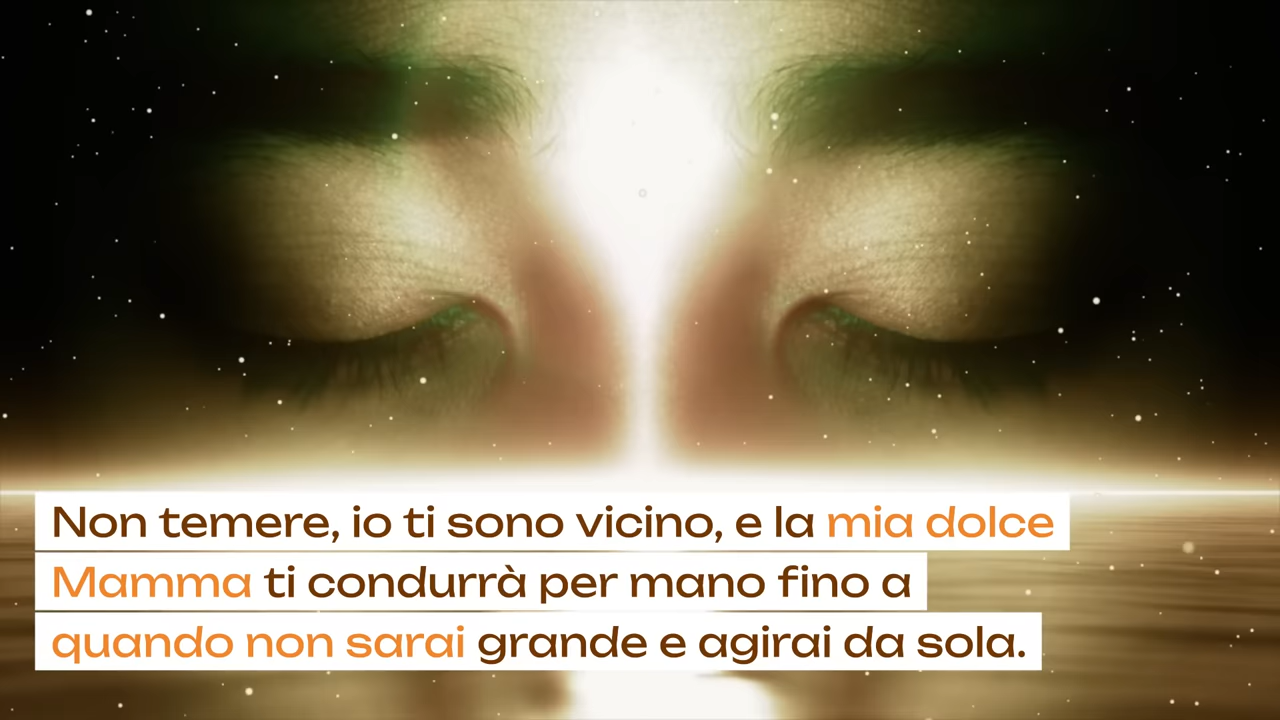 Non temere, io ti sono vicino, e la mia dolce
Mamma ti condurrà per mano fino a
quando non sarai grande e agirai da sola.